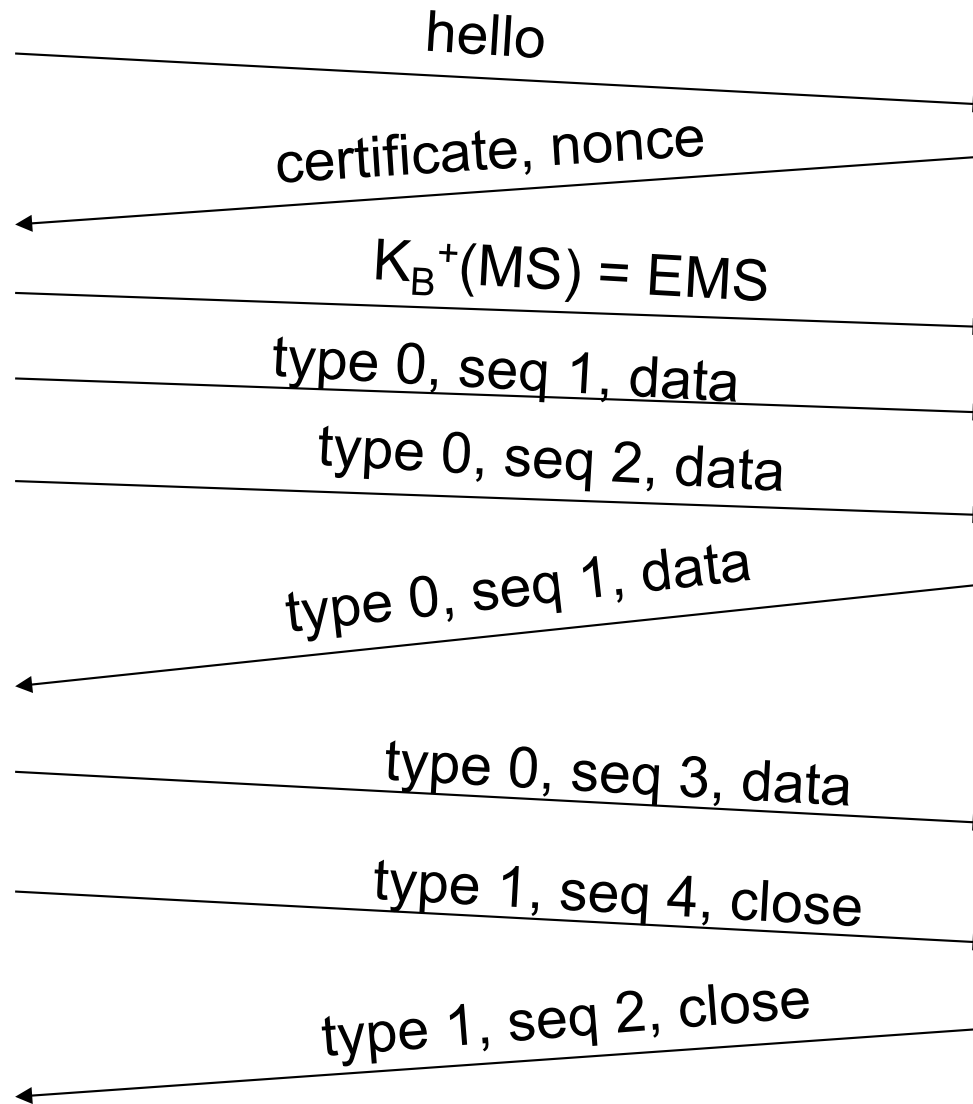 hello
certificate, nonce
K_B⁺(MS) = EMS
type 0, seq 1, data
type 0, seq 2, data
type 0, seq 1, data
type 0, seq 3, data
type 1, seq 4, close
type 1, seq 2, close